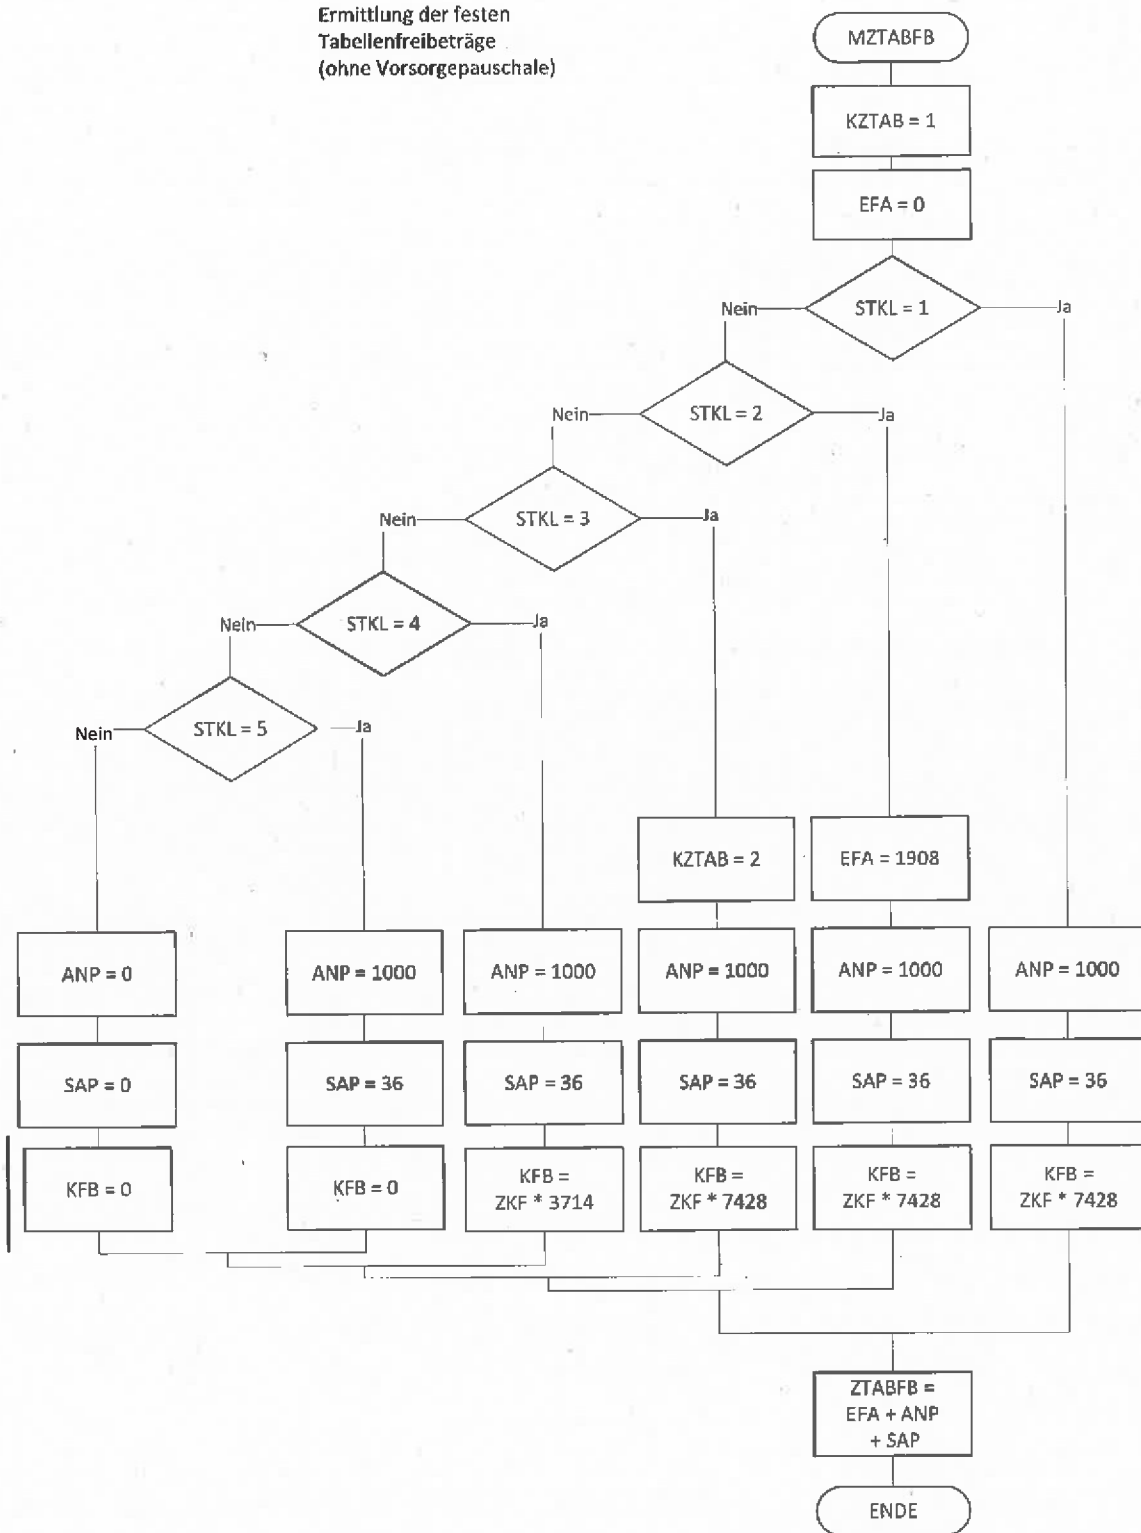 Ermittlung der festen
Tabellenfreibeträge
(ohne Vorsorgepauschale)
MZTABFB
KZTAB = 1
EFA = 0
STKL = 1
Nein
Ja
STKL = 2
Nein
Ja
STKL = 3
Nein
Ja
STKL = 4
Nein
Ja
STKL = 5
Nein
Ja
KZTAB = 2
EFA = 1908
ANP = 0
ANP = 1000
ANP = 1000
ANP = 1000
ANP = 1000
ANP = 1000
SAP = 0
SAP = 36
SAP = 36
SAP = 36
SAP = 36
SAP = 36
KFB = 0
KFB = 0
KFB =
ZKF * 3714
KFB =
ZKF * 7428
KFB =
ZKF * 7428
KFB =
ZKF * 7428
ZTABFB =
EFA + ANP
+ SAP
ENDE